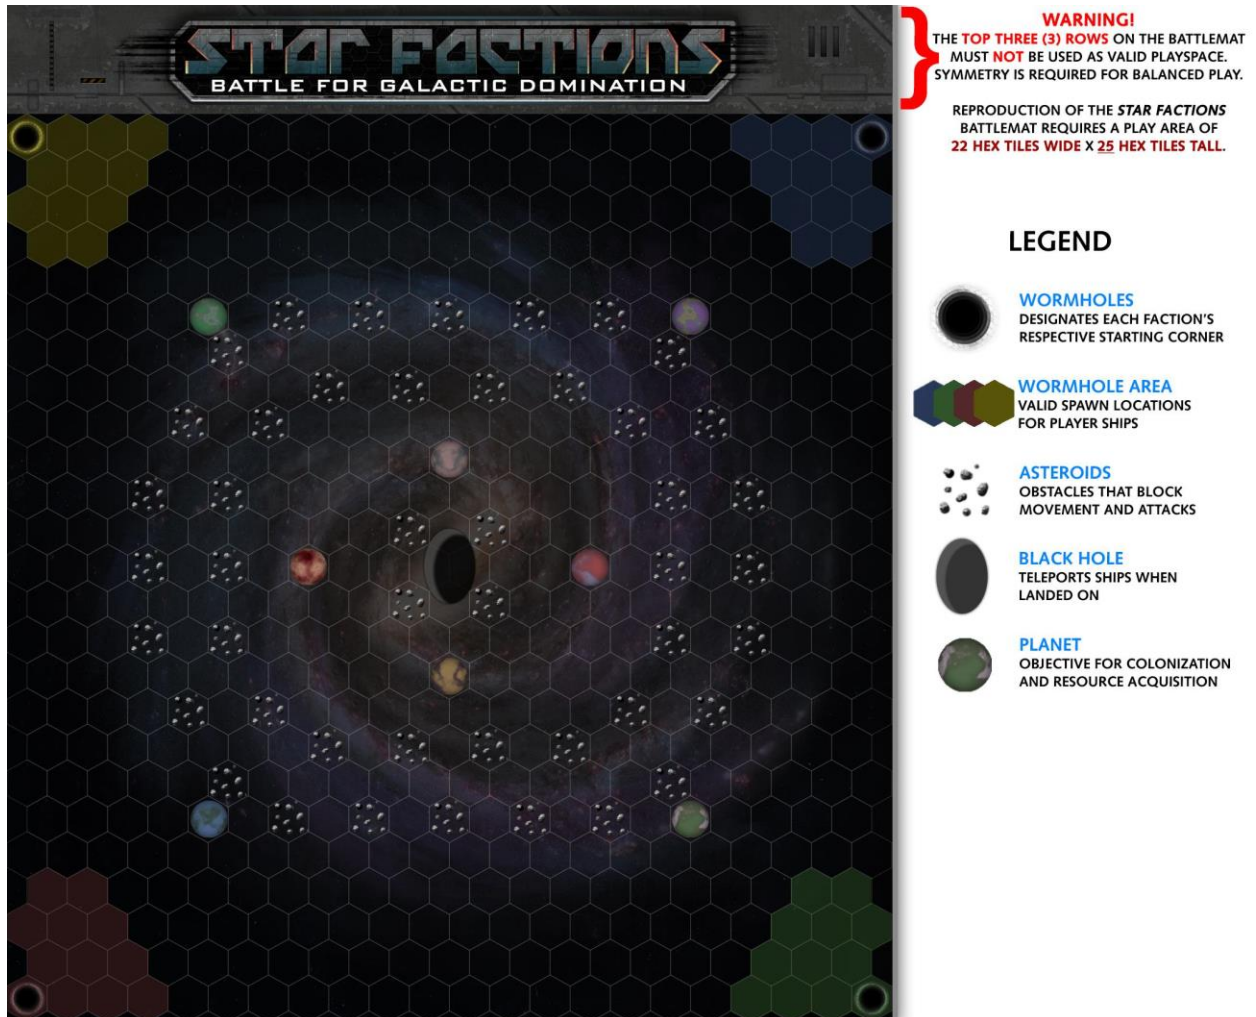 STAR FACTIONS
BATTLE FOR GALACTIC DOMINATION
WARNING!
THE TOP THREE (3) ROWS ON THE BATTLEMAT
MUST NOT BE USED AS VALID PLAYSPACE.
SYMMETRY IS REQUIRED FOR BALANCED PLAY.
REPRODUCTION OF THE STAR FACTIONS
BATTLEMAT REQUIRES A PLAY AREA OF
22 HEX TILES WIDE X 25 HEX TILES TALL.
LEGEND
WORMHOLES
DESIGNATES EACH FACTION'S
RESPECTIVE STARTING CORNER
WORMHOLE AREA
VALID SPAWN LOCATIONS
FOR PLAYER SHIPS
ASTEROIDS
OBSTACLES THAT BLOCK
MOVEMENT AND ATTACKS
BLACK HOLE
TELEPORTS SHIPS WHEN
LANDED ON
PLANET
OBJECTIVE FOR COLONIZATION
AND RESOURCE ACQUISITION